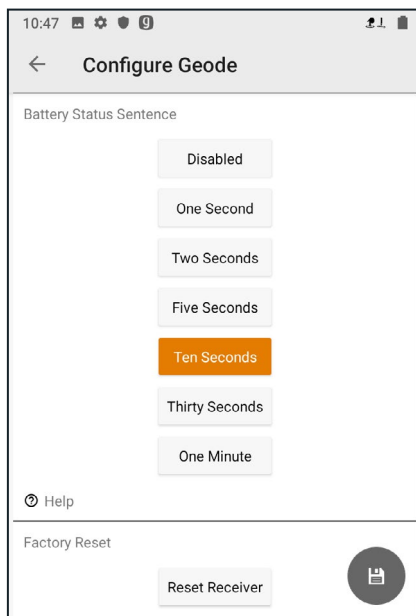 10:47
Configure Geode
Battery Status Sentence
Disabled
One Second
Two Seconds
Five Seconds
Ten Seconds
Thirty Seconds
One Minute
Help
Factory Reset
Reset Receiver